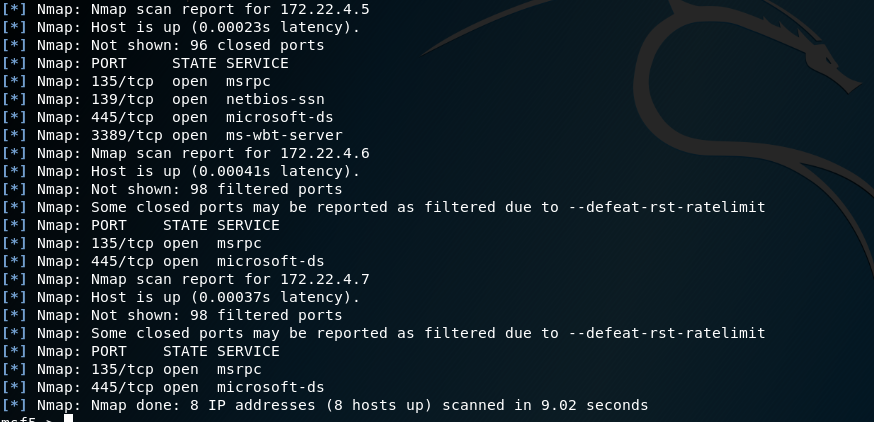 [*] Nmap: Nmap scan report for 172.22.4.5
[*] Nmap: Host is up (0.00023s latency).
[*] Nmap: Not shown: 96 closed ports
[*] Nmap: PORT     STATE SERVICE
[*] Nmap: 135/tcp  open  msrpc
[*] Nmap: 139/tcp  open  netbios-ssn
[*] Nmap: 445/tcp  open  microsoft-ds
[*] Nmap: 3389/tcp open  ms-wbt-server
[*] Nmap: Nmap scan report for 172.22.4.6
[*] Nmap: Host is up (0.00041s latency).
[*] Nmap: Not shown: 98 filtered ports
[*] Nmap: Some closed ports may be reported as filtered due to --defeat-rst-ratelimit
[*] Nmap: PORT    STATE SERVICE
[*] Nmap: 135/tcp open  msrpc
[*] Nmap: 445/tcp open  microsoft-ds
[*] Nmap: Nmap scan report for 172.22.4.7
[*] Nmap: Host is up (0.00037s latency).
[*] Nmap: Not shown: 98 filtered ports
[*] Nmap: Some closed ports may be reported as filtered due to --defeat-rst-ratelimit
[*] Nmap: PORT    STATE SERVICE
[*] Nmap: 135/tcp open  msrpc
[*] Nmap: 445/tcp open  microsoft-ds
[*] Nmap: Nmap done: 8 IP addresses (8 hosts up) scanned in 9.02 seconds
msf5 >